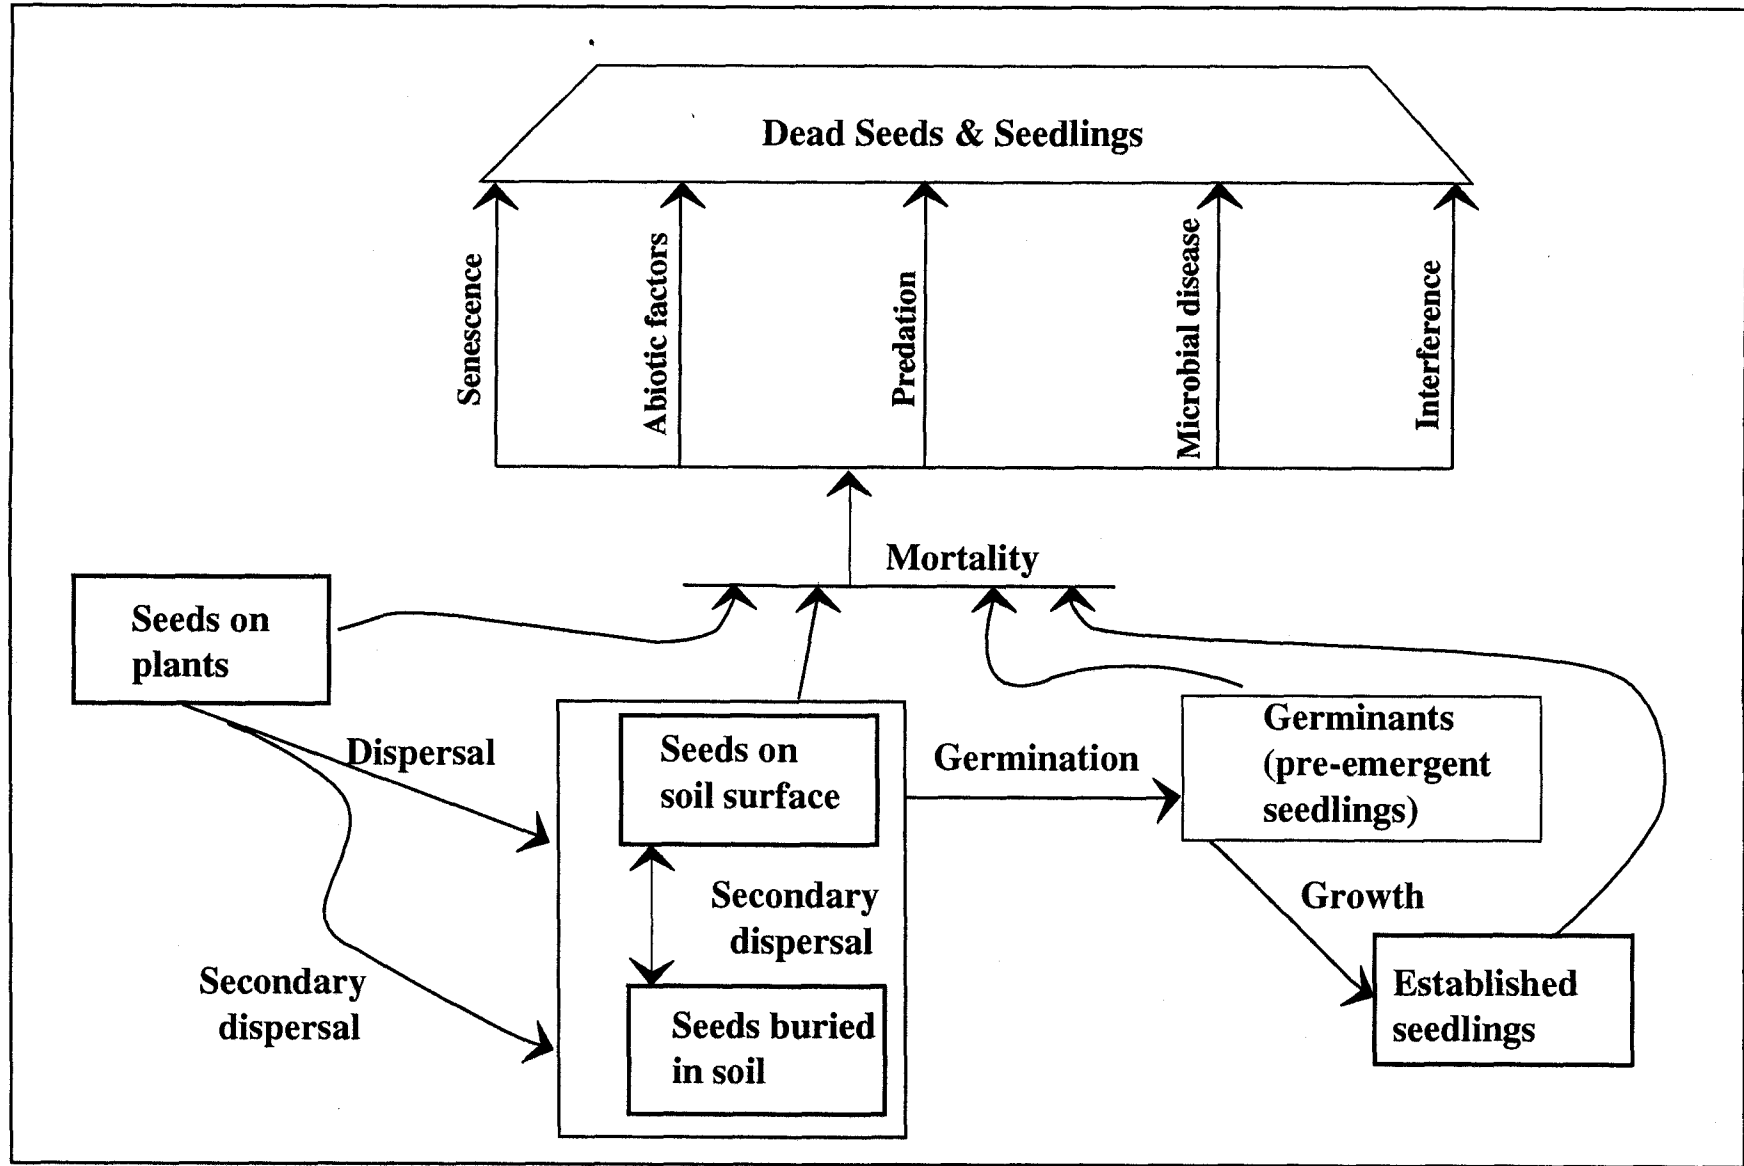 Dead Seeds & Seedlings
Senescence
Abiotic factors
Predation
Microbial disease
Interference
Mortality
Seeds on
plants
Dispersal
Secondary
dispersal
Seeds on
soil surface
Secondary
dispersal
Seeds buried
in soil
Germination
Germinants
(pre-emergent
seedlings)
Growth
Established
seedlings